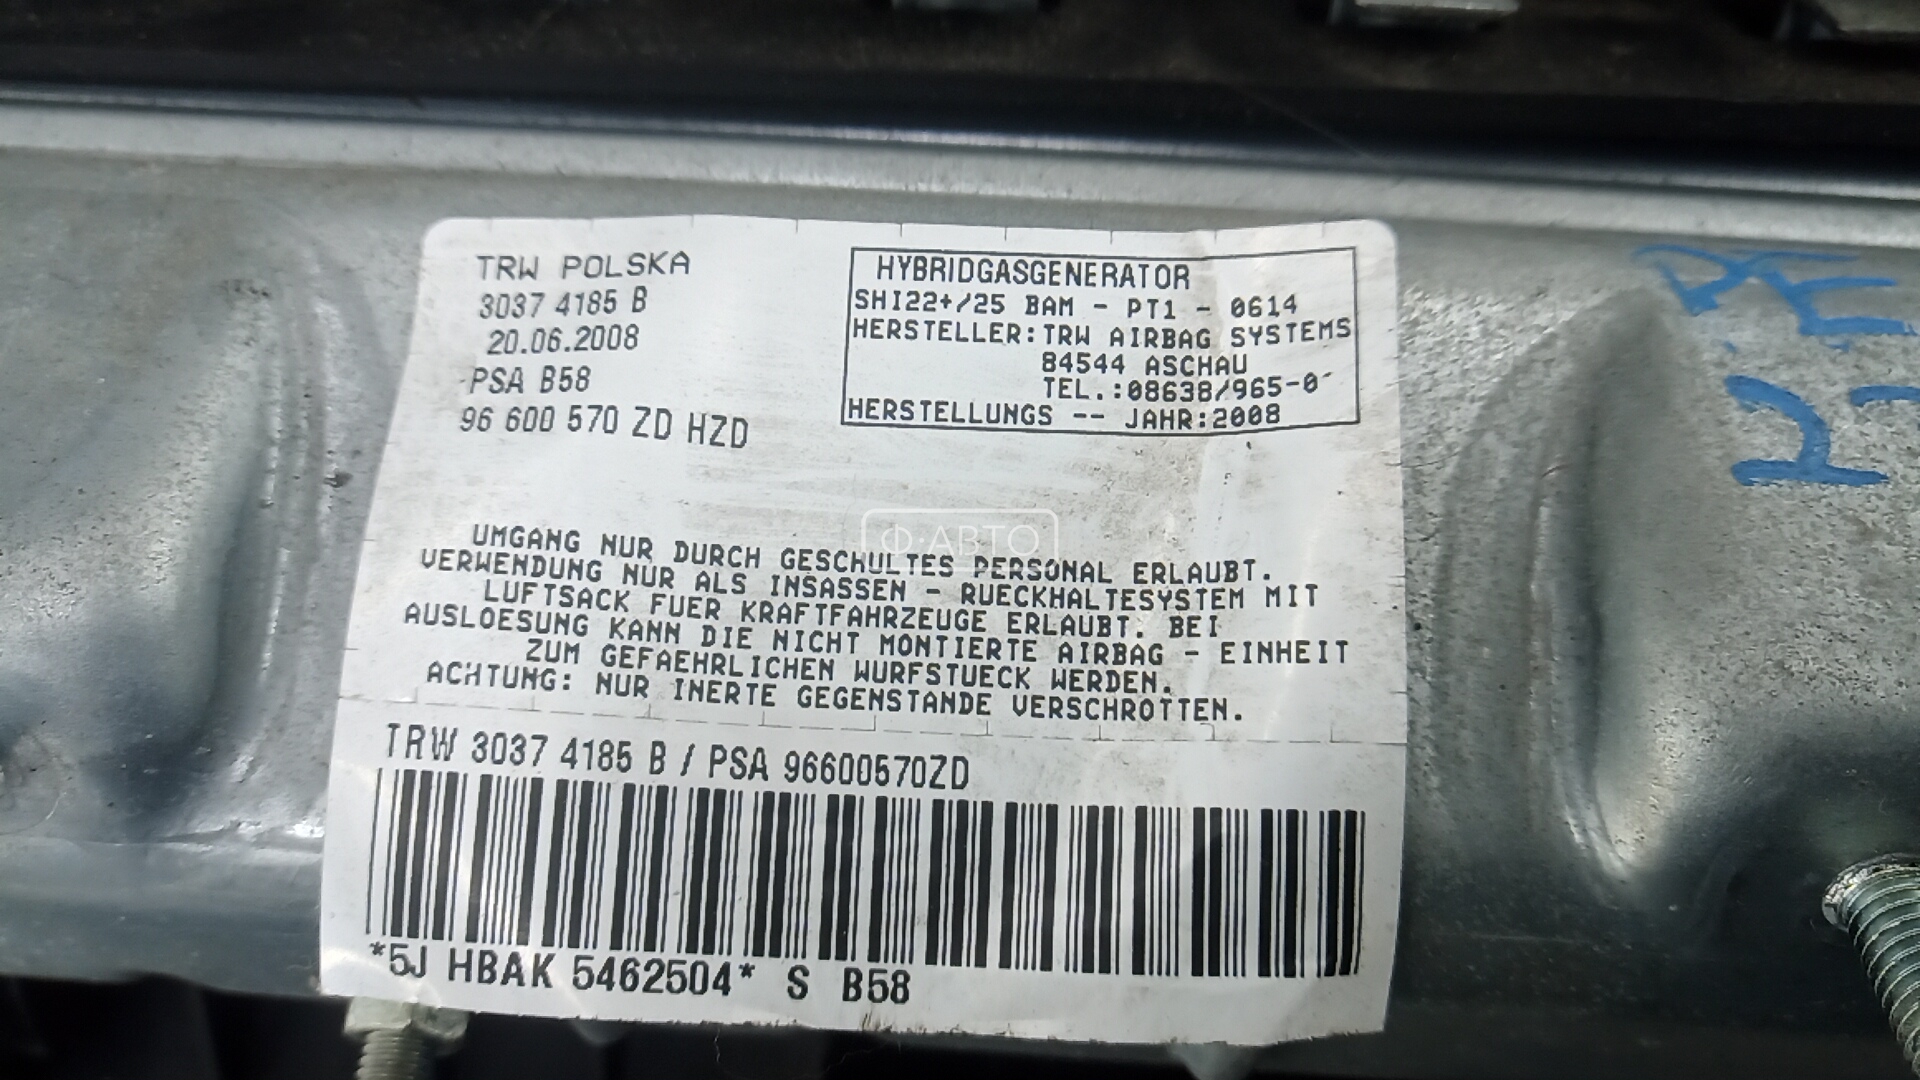 TRW POLSKA
3037 4185 B
20.06.2008
PSA B58
96 600 570 ZD HZD
HYBRIDGASGENERATOR
SHI22+/25 BAM - PT1 - 0614
HERSTELLER:TRW AIRBAG SYSTEMS
84544 ASCHAU
TEL.:08638/965-0
HERSTELLUNGS -- JAHR:2008
Ф·АВТО
UMGANG NUR DURCH GESCHULTES PERSONAL ERLAUBT.
VERWENDUNG NUR ALS INSASSEN - RUECKHALTESYSTEM MIT
LUFTSACK FUER KRAFTFAHRZEUGE ERLAUBT. BEI
AUSLOESUNG KANN DIE NICHT MONTIERTE AIRBAG - EINHEIT
ZUM GEFAEHRLICHEN WURFSTUECK WERDEN.
ACHTUNG: NUR INERTE GEGENSTANDE VERSCHROTTEN.
TRW 3037 4185 B / PSA 96600570ZD
*5J HBAK 5462504* S B58